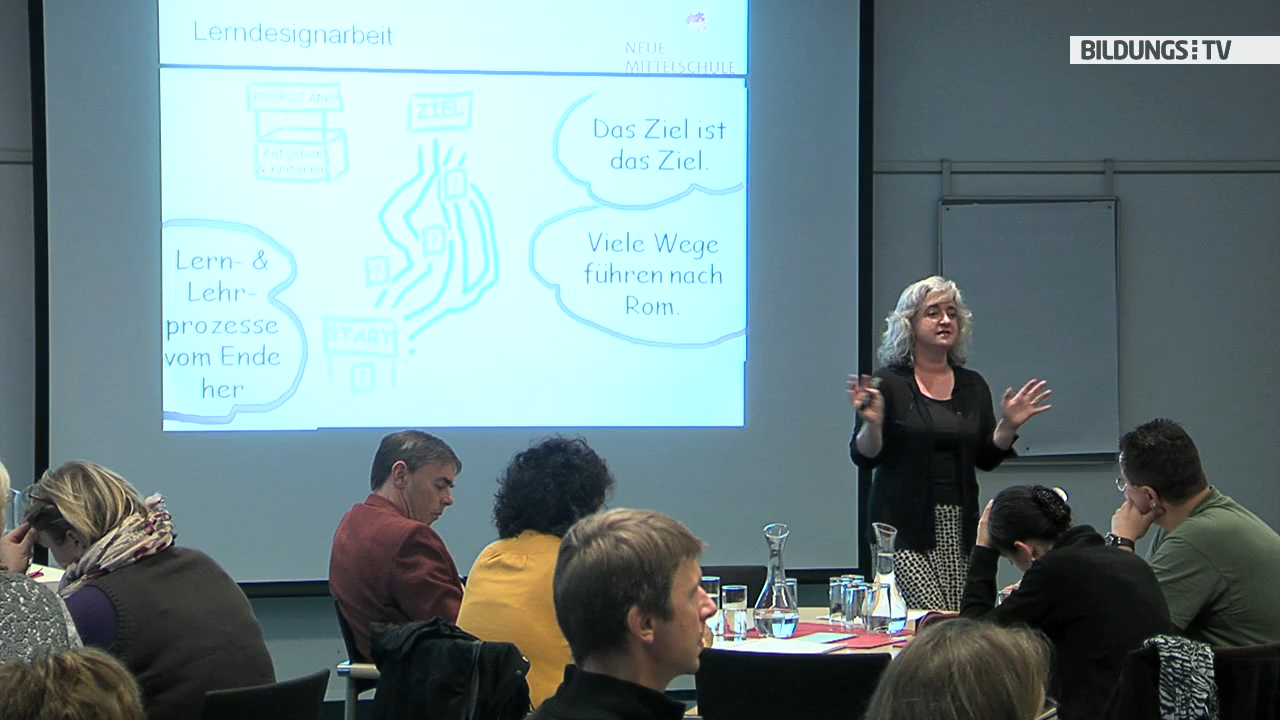 Lerndesignarbeit
NEUE
MITTELSCHULE
BILDUNGS TV
ZIEL
Das Ziel ist
das Ziel.
Viele Wege
führen nach
Rom.
Lern- &
Lehr-
prozesse
vom Ende
her
START